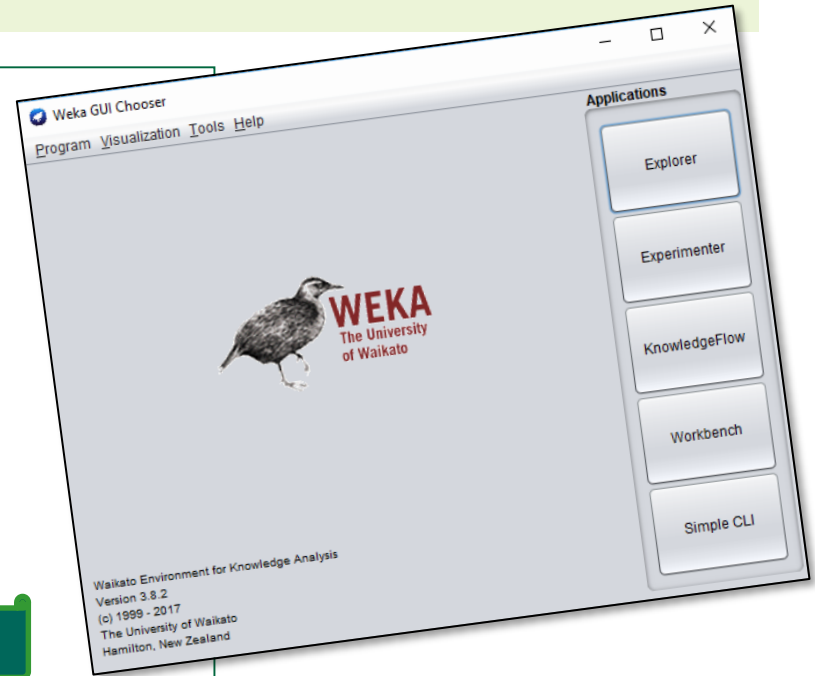 Weka GUI Chooser
Program Visualization Tools Help
Applications
Explorer
Experimenter
KnowledgeFlow
Workbench
Simple CLI
WEKA
The University
of Waikato
Waikato Environment for Knowledge Analysis
Version 3.8.2
(c) 1999 - 2017
The University of Waikato
Hamilton, New Zealand